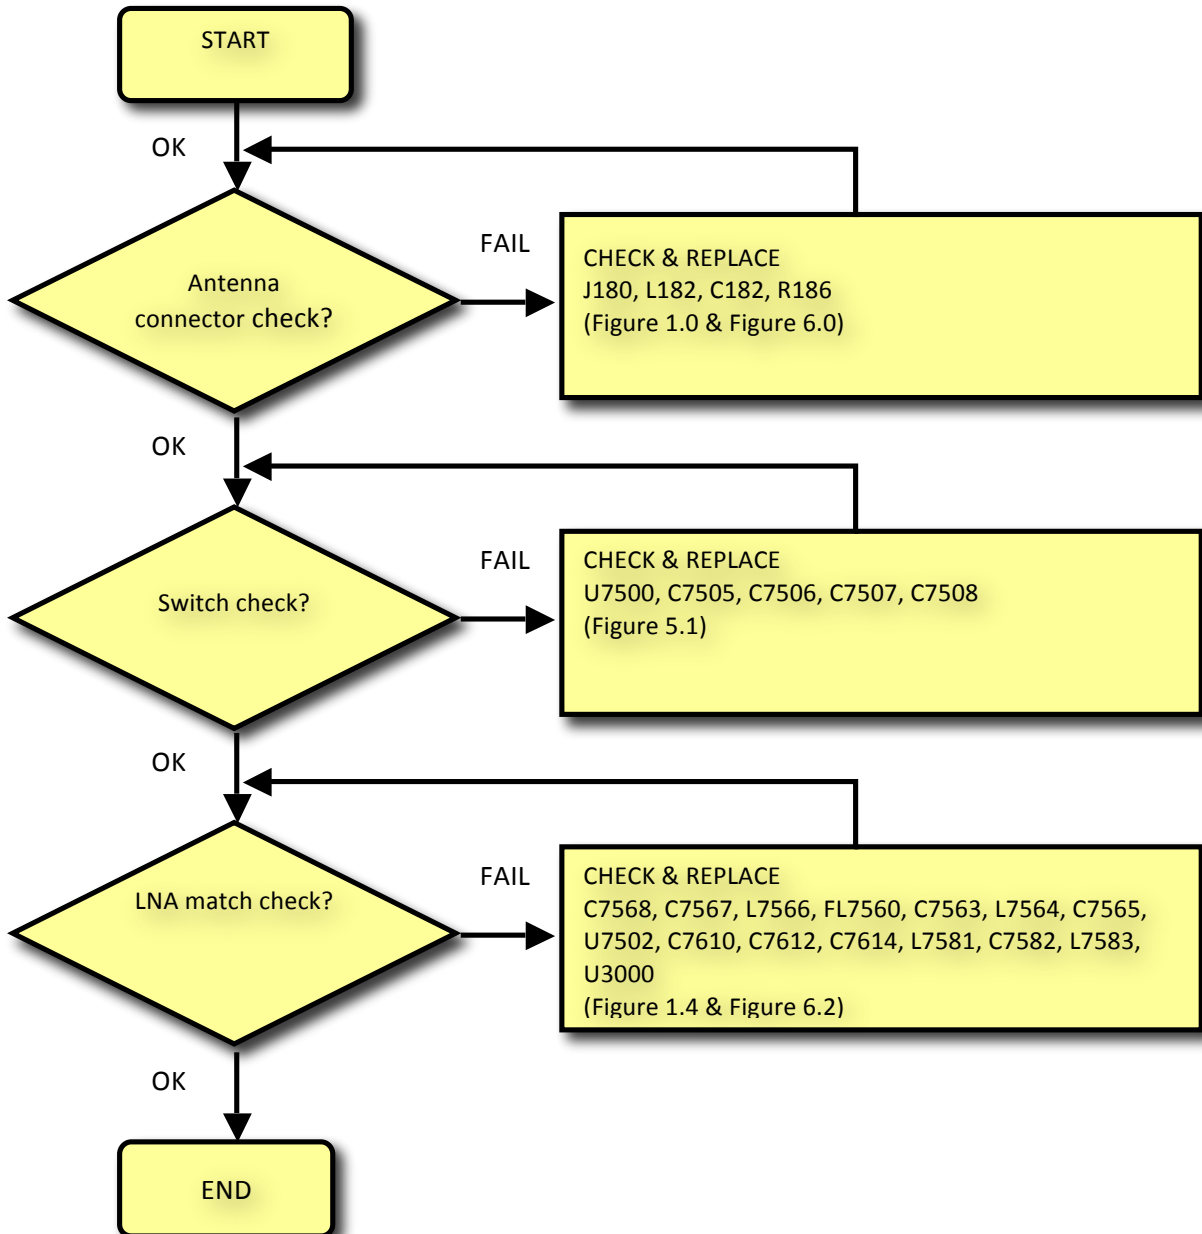 START
OK
Antenna
connector check?
FAIL
CHECK & REPLACE
J180, L182, C182, R186
(Figure 1.0 & Figure 6.0)
OK
Switch check?
FAIL
CHECK & REPLACE
U7500, C7505, C7506, C7507, C7508
(Figure 5.1)
OK
LNA match check?
FAIL
CHECK & REPLACE
C7568, C7567, L7566, FL7560, C7563, L7564, C7565,
U7502, C7610, C7612, C7614, L7581, C7582, L7583,
U3000
(Figure 1.4 & Figure 6.2)
OK
END